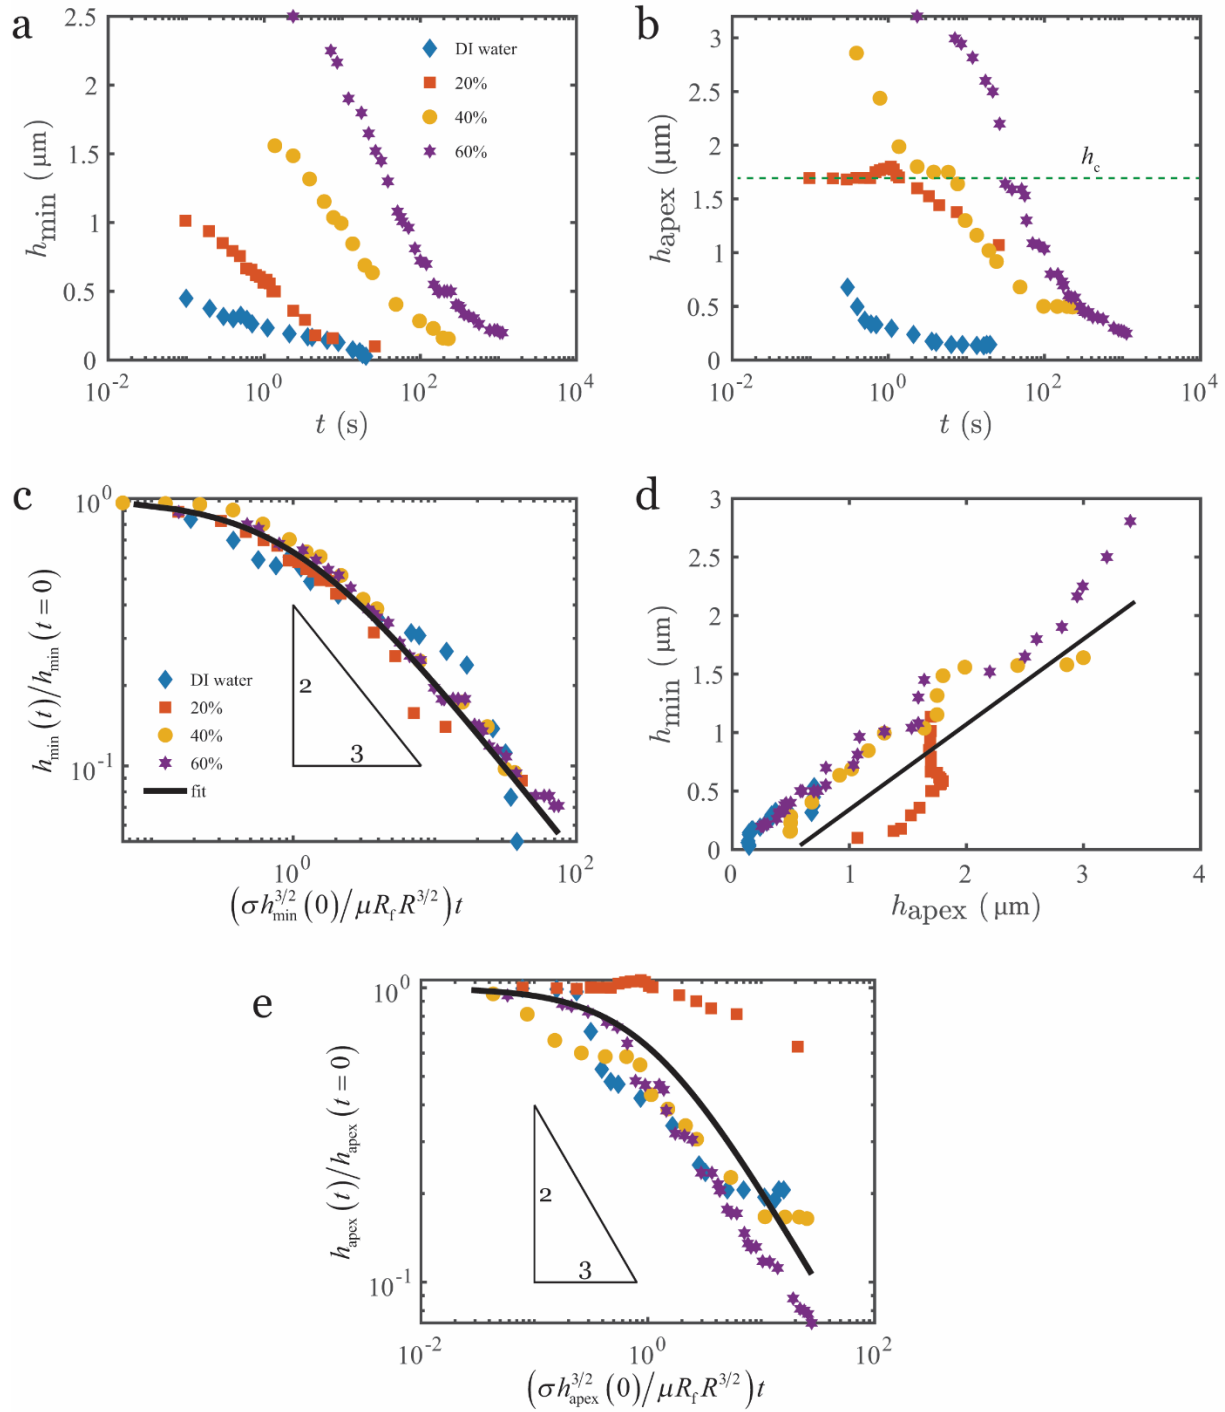 a
2.5
2
1.5
1
0.5
0
h_min (μm)
DI water
20%
40%
60%
10^-2
10^0
10^2
10^4
t (s)
b
3
2.5
2
1.5
1
0.5
0
h_apex (μm)
h_c
10^-2
10^0
10^2
10^4
t (s)
c
10^0
10^-1
h_min (t)/h_min (t = 0)
2
3
DI water
20%
40%
60%
fit
10^0
10^2
(σh_min^3/2 (0)/μR_f R^3/2) t
d
3
2.5
2
1.5
1
0.5
0
h_min (μm)
0
1
2
3
4
h_apex (μm)
e
10^0
10^-1
h_apex (t)/h_apex (t = 0)
2
3
10^-2
10^0
10^2
(σh_apex^3/2 (0)/μR_f R^3/2) t